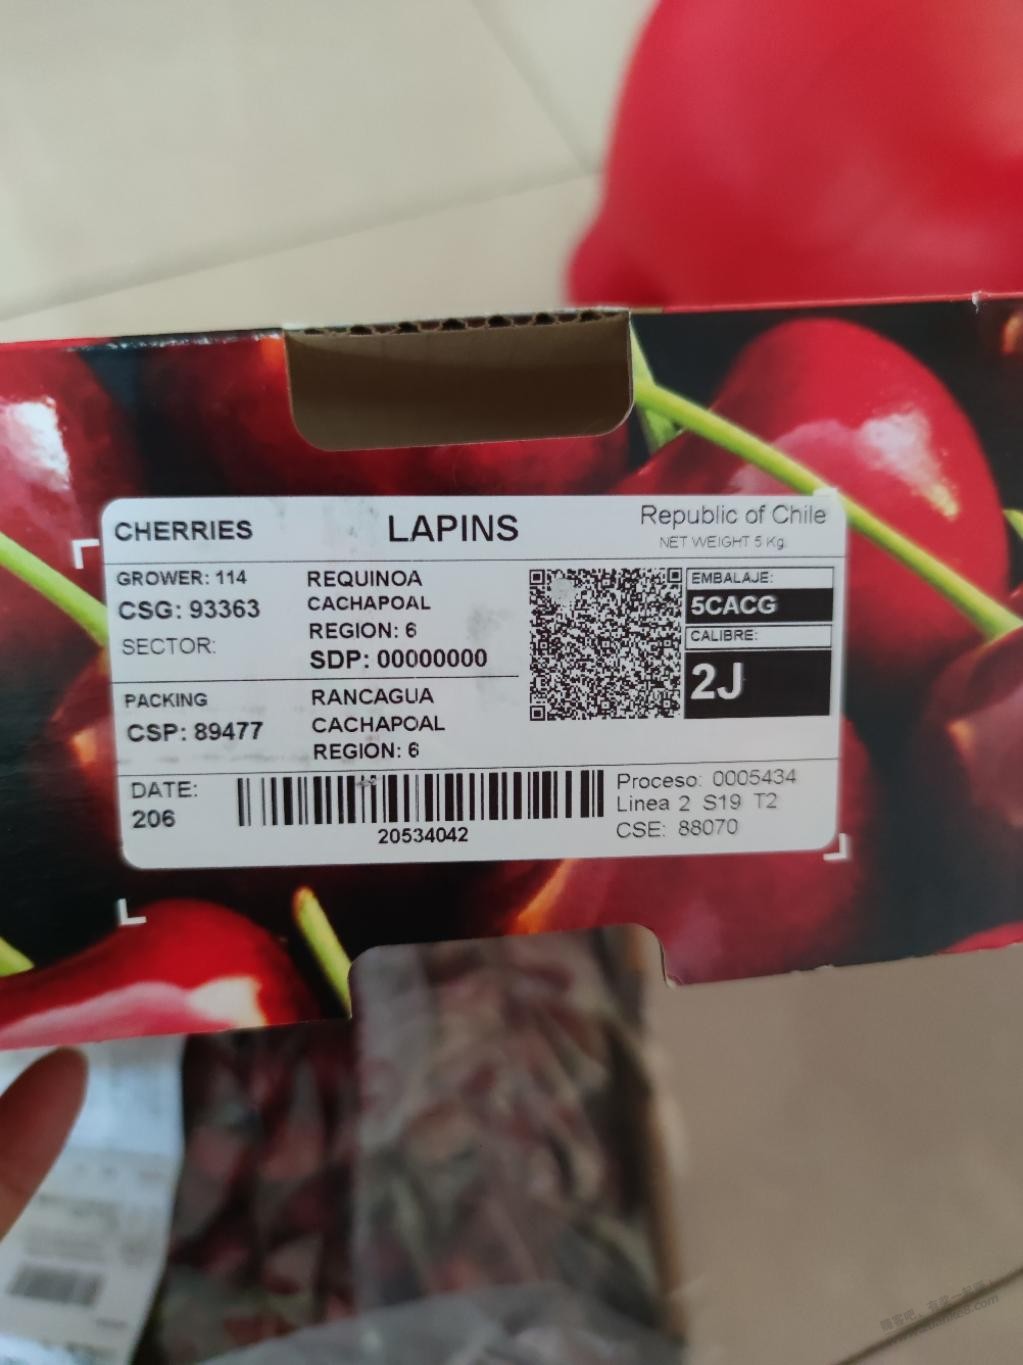 CHERRIES
LAPINS
Republic of Chile
NET WEIGHT 5 Kg.
GROWER: 114
CSG: 93363
SECTOR:
REQUINOA
CACHAPOAL
REGION: 6
SDP: 00000000
EMBALAJE:
5CACG
CALIBRE:
2J
PACKING
CSP: 89477
RANCAGUA
CACHAPOAL
REGION: 6
DATE:
206
20534042
Proceso: 0005434
Linea 2 S19 T2
CSE: 88070